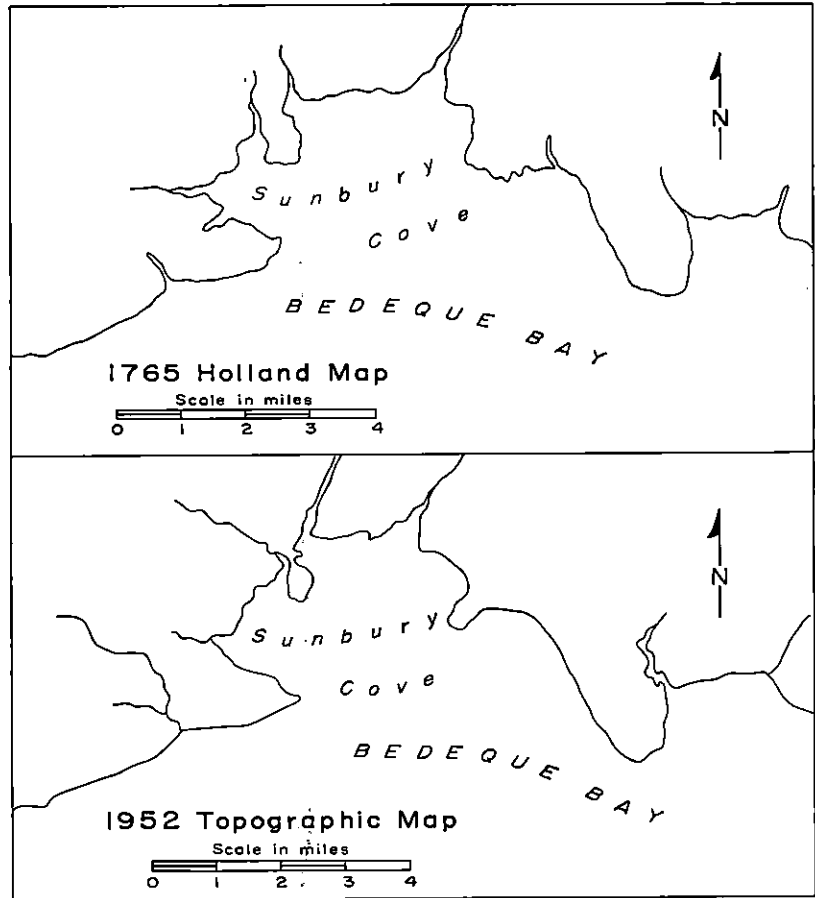 N
Sunbury
Cove
BEDEQUE BAY
1765 Holland Map
Scale in miles
0 1 2 3 4
N
Sunbury
Cove
BEDEQUE BAY
1952 Topographic Map
Scale in miles
0 1 2 3 4